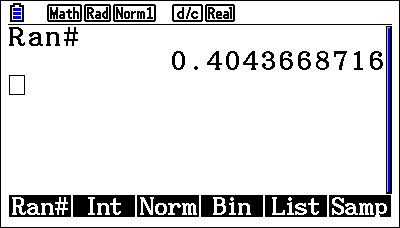 Math Rad Norm1 d/c Real
Ran#
0.4043668716
Ran# Int Norm Bin List Samp